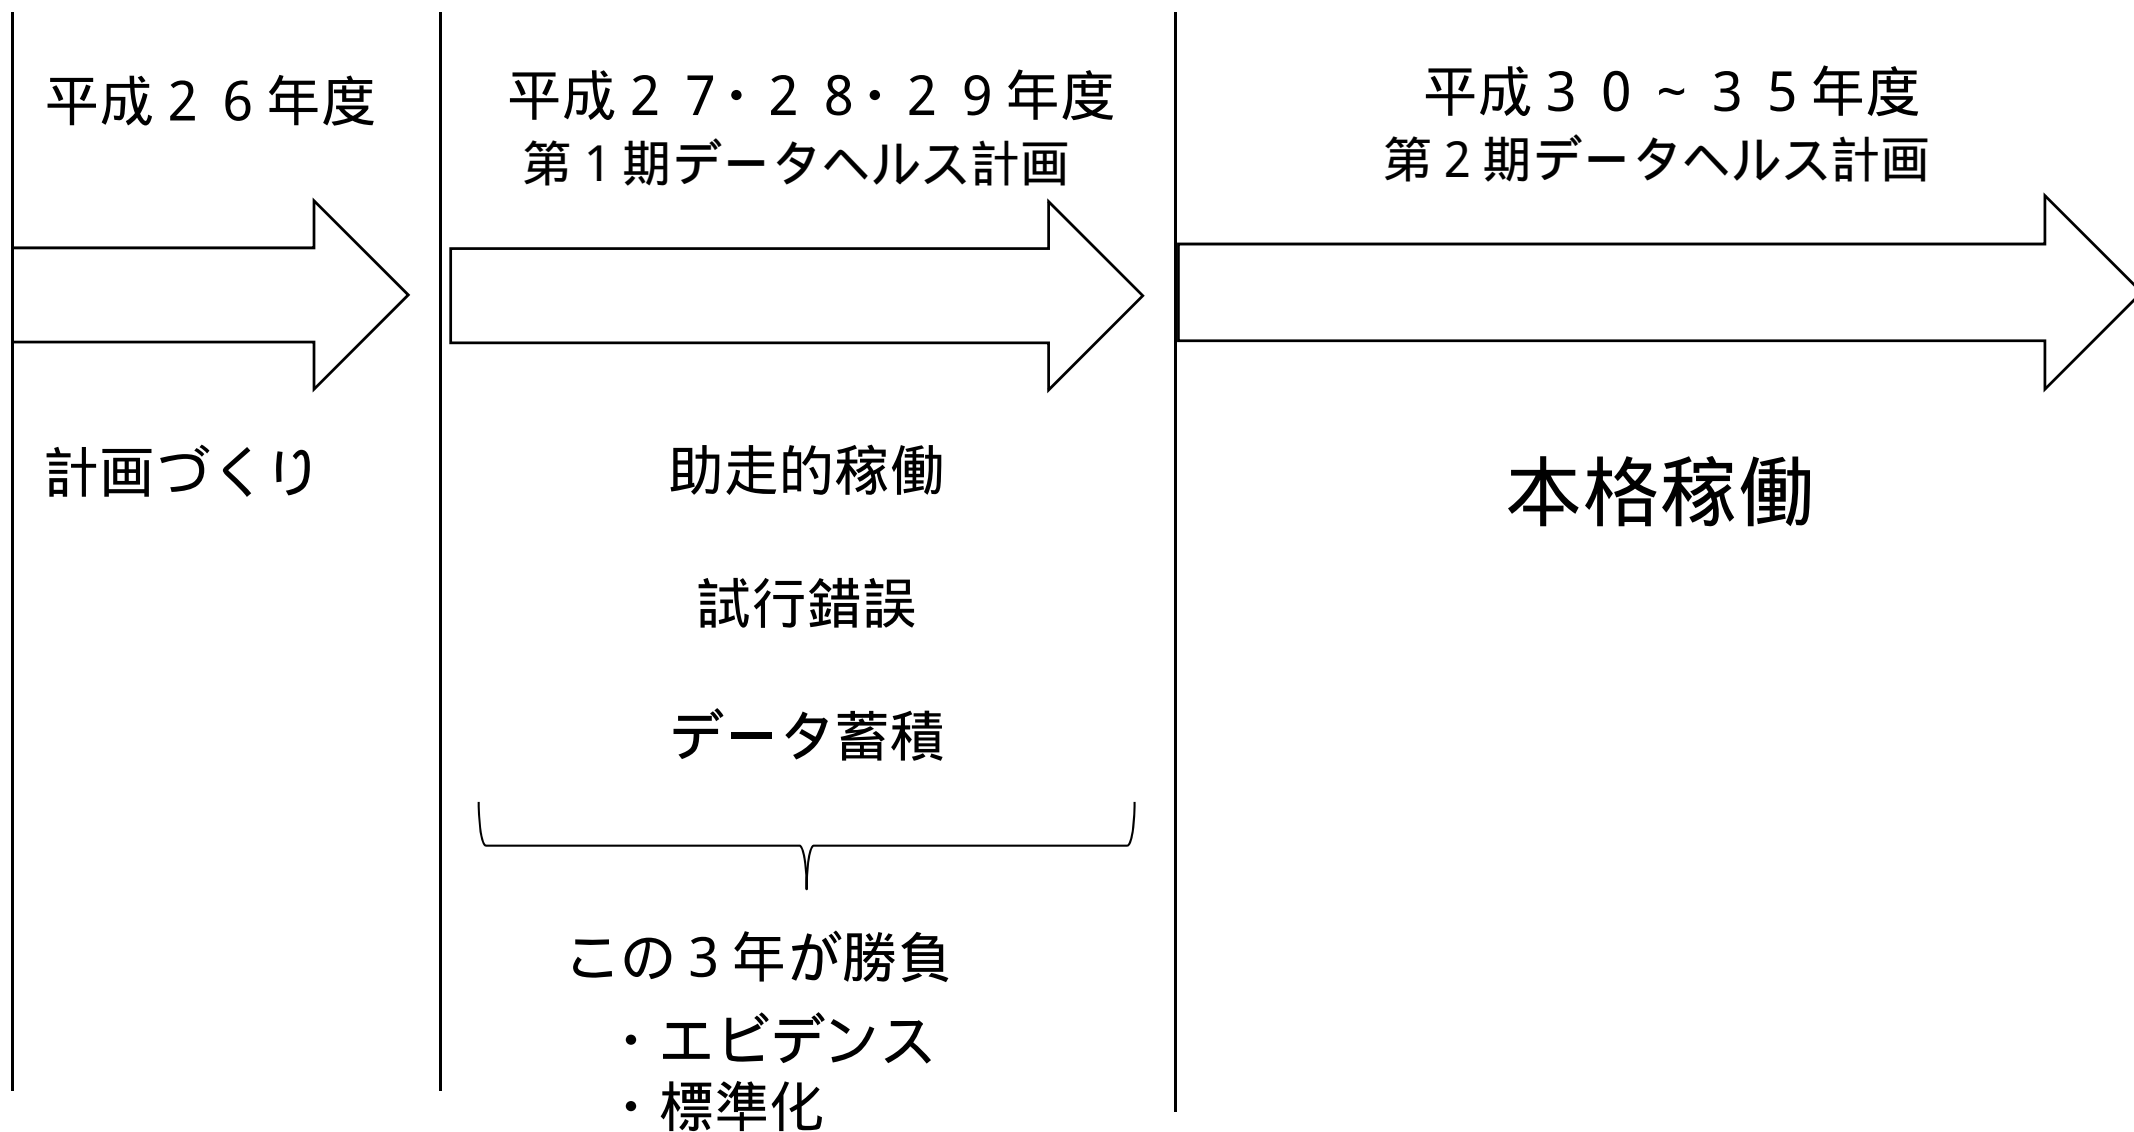 平成２６年度
計画づくり
平成２７・２８・２９年度
第１期データヘルス計画
助走的稼働
試行錯誤
データ蓄積
この３年が勝負
・エビデンス
・標準化
平成３０～３５年度
第２期データヘルス計画
本格稼働